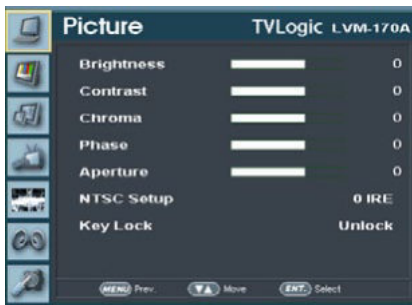 Picture TVLogic LVM-170A
Brightness 0
Contrast 0
Chroma 0
Phase 0
Aperture 0
NTSC Setup 0 IRE
Key Lock Unlock
MENU Prev. ▼▲ Move ENT. Select